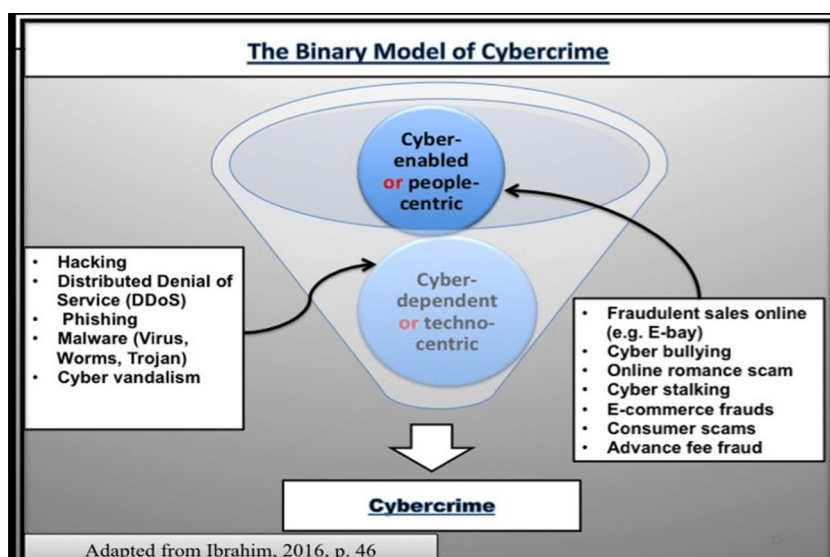 The Binary Model of Cybercrime
Cyber-
enabled
or people-
centric
Cyber-
dependent
or techno-
centric
• Hacking
• Distributed Denial of
Service (DDoS)
• Phishing
• Malware (Virus,
Worms, Trojan)
• Cyber vandalism
• Fraudulent sales online
(e.g. E-bay)
• Cyber bullying
• Online romance scam
• Cyber stalking
• E-commerce frauds
• Consumer scams
• Advance fee fraud
Cybercrime
Adapted from Ibrahim, 2016, p. 46